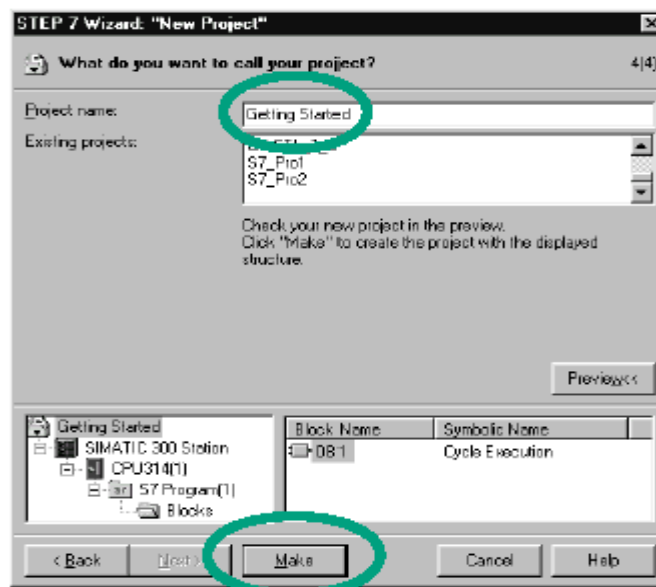 STEP 7 Wizard: "New Project"
What do you want to call your project? 4(4)
Project name: Getting Started
Existing projects:
S7_Pro1
S7_Pro2
Check your new project in the preview.
Click "Make" to create the project with the displayed
structure.
Preview<<
Getting Started
SIMATIC 300 Station
CPU314(1)
S7 Program(1)
Blocks
Block Name Symbolic Name
OB1 Cycle Execution
< Back Next > Make Cancel Help